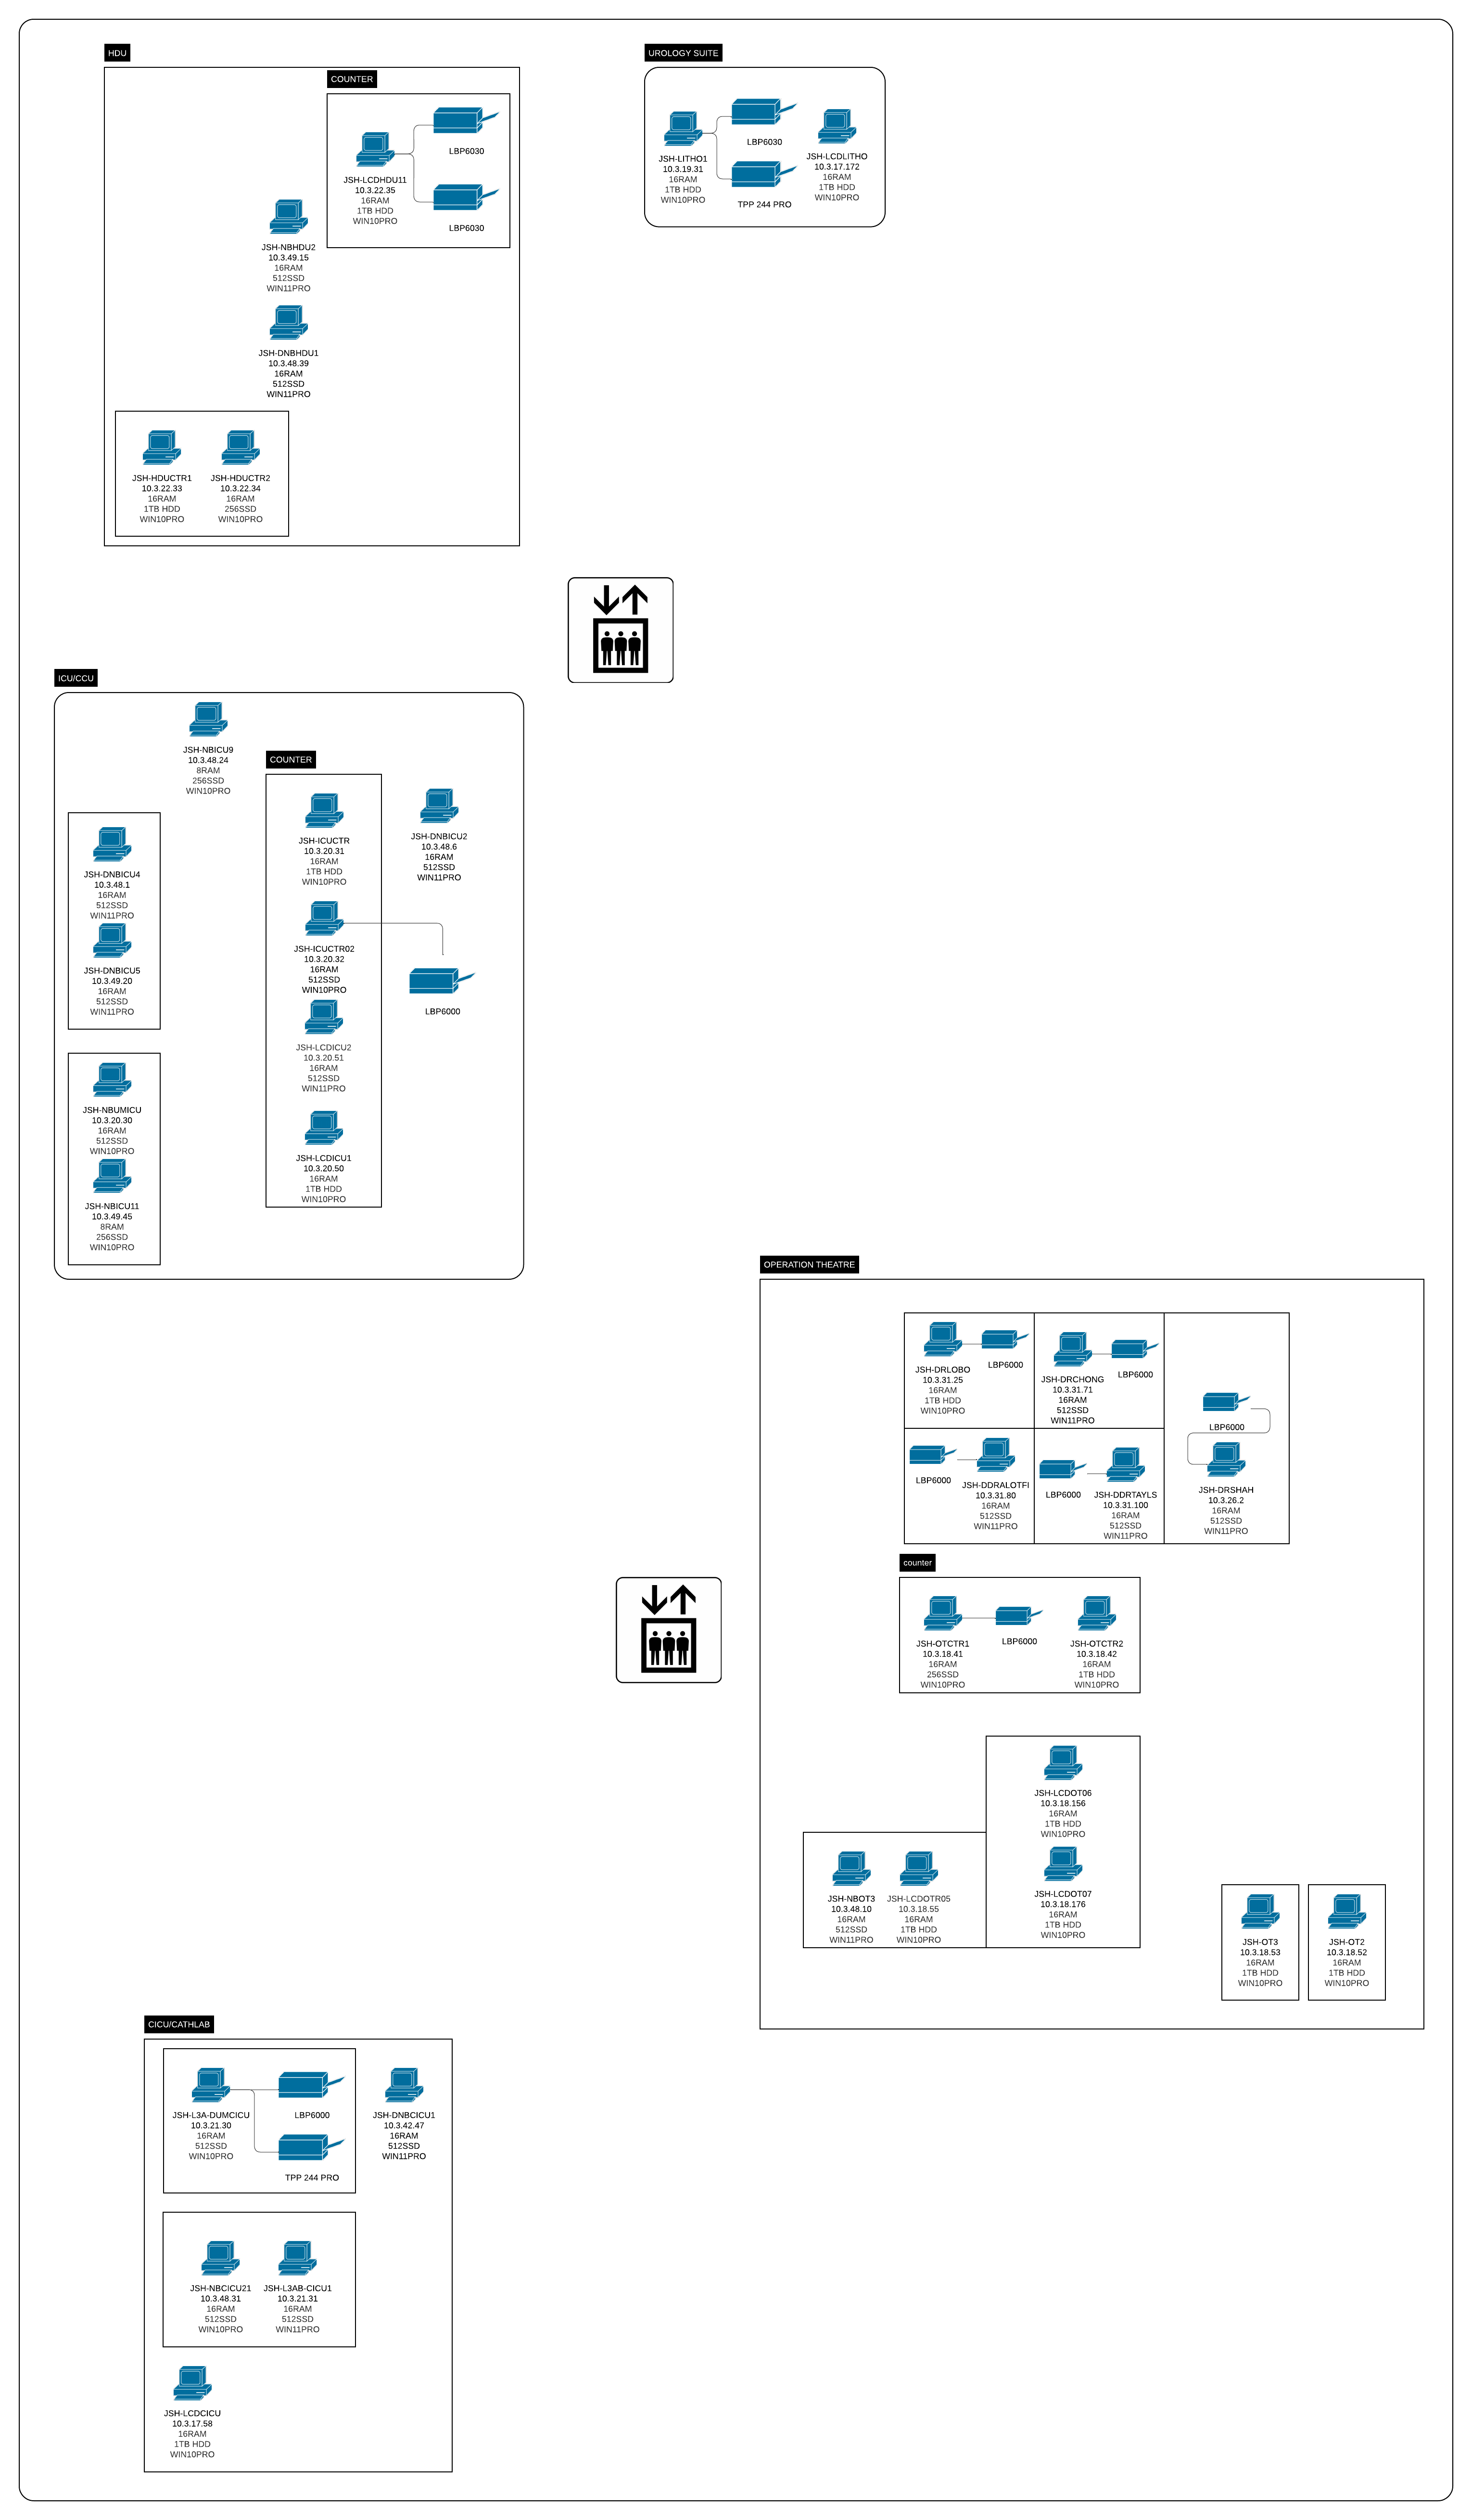 HDU
COUNTER
LBP6030
JSH-LCDHDU11
10.3.22.35
16RAM
1TB HDD
WIN10PRO
LBP6030
JSH-NBHDU2
10.3.49.15
16RAM
512SSD
WIN11PRO
JSH-DNBHDU1
10.3.48.39
16RAM
512SSD
WIN11PRO
JSH-HDUCTR1
10.3.22.33
16RAM
1TB HDD
WIN10PRO
JSH-HDUCTR2
10.3.22.34
16RAM
256SSD
WIN10PRO
UROLOGY SUITE
JSH-LITHO1
10.3.19.31
16RAM
1TB HDD
WIN10PRO
LBP6030
TPP 244 PRO
JSH-LCDLITHO
10.3.17.172
16RAM
1TB HDD
WIN10PRO
ICU/CCU
JSH-NBICU9
10.3.48.24
8RAM
256SSD
WIN10PRO
JSH-DNBICU4
10.3.48.1
16RAM
512SSD
WIN11PRO
JSH-DNBICU5
10.3.49.20
16RAM
512SSD
WIN11PRO
JSH-NBUMICU
10.3.20.30
16RAM
512SSD
WIN10PRO
JSH-NBICU11
10.3.49.45
8RAM
256SSD
WIN10PRO
COUNTER
JSH-ICUCTR
10.3.20.31
16RAM
1TB HDD
WIN10PRO
JSH-ICUCTR02
10.3.20.32
16RAM
512SSD
WIN10PRO
JSH-LCDICU2
10.3.20.51
16RAM
512SSD
WIN11PRO
JSH-LCDICU1
10.3.20.50
16RAM
1TB HDD
WIN10PRO
JSH-DNBICU2
10.3.48.6
16RAM
512SSD
WIN11PRO
LBP6000
OPERATION THEATRE
JSH-DRLOBO
10.3.31.25
16RAM
1TB HDD
WIN10PRO
LBP6000
JSH-DRCHONG
10.3.31.71
16RAM
512SSD
WIN11PRO
LBP6000
LBP6000
JSH-DRSHAH
10.3.26.2
16RAM
512SSD
WIN11PRO
LBP6000
JSH-DDRALOTFI
10.3.31.80
16RAM
512SSD
WIN11PRO
LBP6000
JSH-DDRTAYLS
10.3.31.100
16RAM
512SSD
WIN11PRO
counter
JSH-OTCTR1
10.3.18.41
16RAM
256SSD
WIN10PRO
LBP6000
JSH-OTCTR2
10.3.18.42
16RAM
1TB HDD
WIN10PRO
JSH-LCDOT06
10.3.18.156
16RAM
1TB HDD
WIN10PRO
JSH-LCDOT07
10.3.18.176
16RAM
1TB HDD
WIN10PRO
JSH-NBOT3
10.3.48.10
16RAM
512SSD
WIN11PRO
JSH-LCDOTR05
10.3.18.55
16RAM
1TB HDD
WIN10PRO
JSH-OT3
10.3.18.53
16RAM
1TB HDD
WIN10PRO
JSH-OT2
10.3.18.52
16RAM
1TB HDD
WIN10PRO
CICU/CATHLAB
JSH-L3A-DUMCICU
10.3.21.30
16RAM
512SSD
WIN10PRO
LBP6000
TPP 244 PRO
JSH-DNBCICU1
10.3.42.47
16RAM
512SSD
WIN11PRO
JSH-NBCICU21
10.3.48.31
16RAM
512SSD
WIN10PRO
JSH-L3AB-CICU1
10.3.21.31
16RAM
512SSD
WIN11PRO
JSH-LCDCICU
10.3.17.58
16RAM
1TB HDD
WIN10PRO